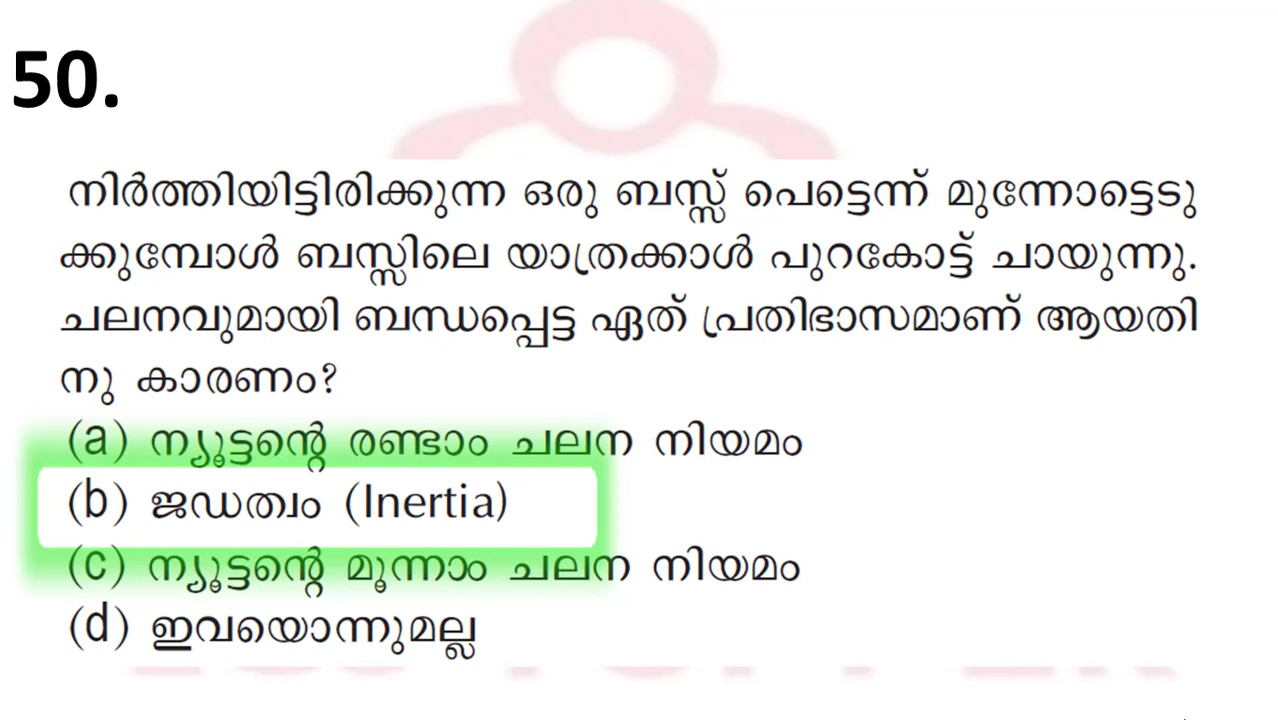 50.
നിർത്തിയിട്ടിരിക്കുന്ന ഒരു ബസ്സ് പെട്ടെന്ന് മുന്നോട്ടെടു
ക്കുമ്പോൾ ബസ്സിലെ യാത്രക്കാൾ പുറകോട്ട് ചായുന്നു.
ചലനവുമായി ബന്ധപ്പെട്ട ഏത് പ്രതിഭാസമാണ് ആയതി
നു കാരണം?
(a) ന്യൂട്ടന്റെ രണ്ടാം ചലന നിയമം
(b) ജഡത്വം (Inertia)
(c) ന്യൂട്ടന്റെ മൂന്നാം ചലന നിയമം
(d) ഇവയൊന്നുമല്ല